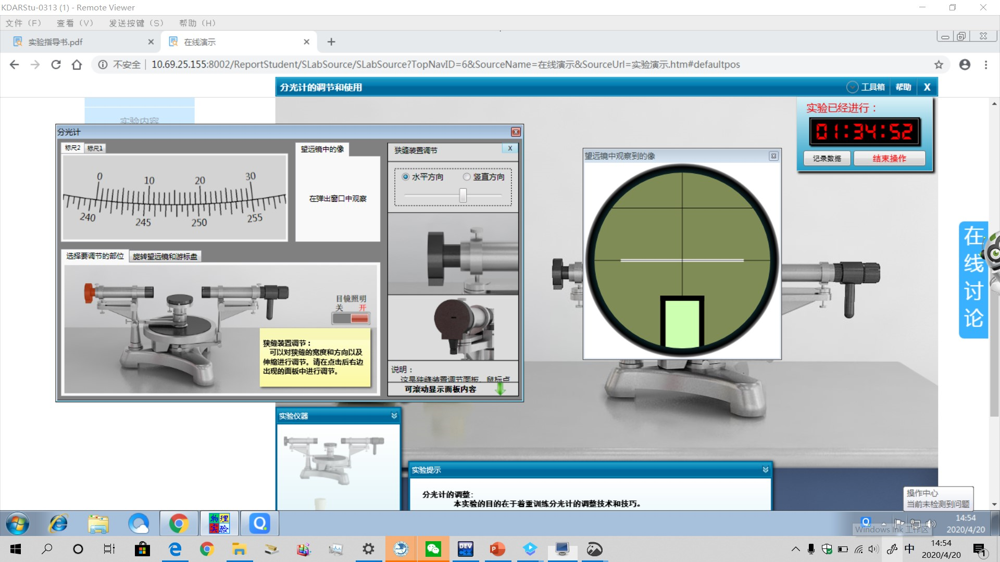 KDARStu-0313 (1) - Remote Viewer
文件（F） 查看（V） 发送按键（S） 帮助（H）
实验指导书.pdf
在线演示
不安全
10.69.25.155:8002/ReportStudent/SLabSource/SLabSource?TopNavID=6&SourceName=在线演示&SourceUrl=实验演示.htm#defaultpos
分光计的调节和使用
工具箱 帮助 X
实验内容
实验已经进行：
01:34:52
记录数据 结束操作
分光计
标尺2 标尺1
0 10 20 30
240 245 250 255
望远镜中的像
在弹出窗口中观察
狭缝装置调节 X
水平方向 竖直方向
选择要调节的部位 旋转望远镜和游标盘
目镜照明
关 开
狭缝装置调节：
可以对狭缝的宽度和方向以及
伸缩进行调节。请在点击后右边
出现的面板中进行调节。
说明：
这是狭缝装置调节面板，鼠标点
可滚动显示面板内容
望远镜中观察到的像
在线讨论
实验仪器
实验提示
分光计的调整:
本实验的目的在于着重训练分光计的调整技术和技巧。
操作中心
当前未检测到问题
物理
实验
Windows Ink 工作区
14:54
2020/4/20
DEV
C++
中
14:54
2020/4/20
1